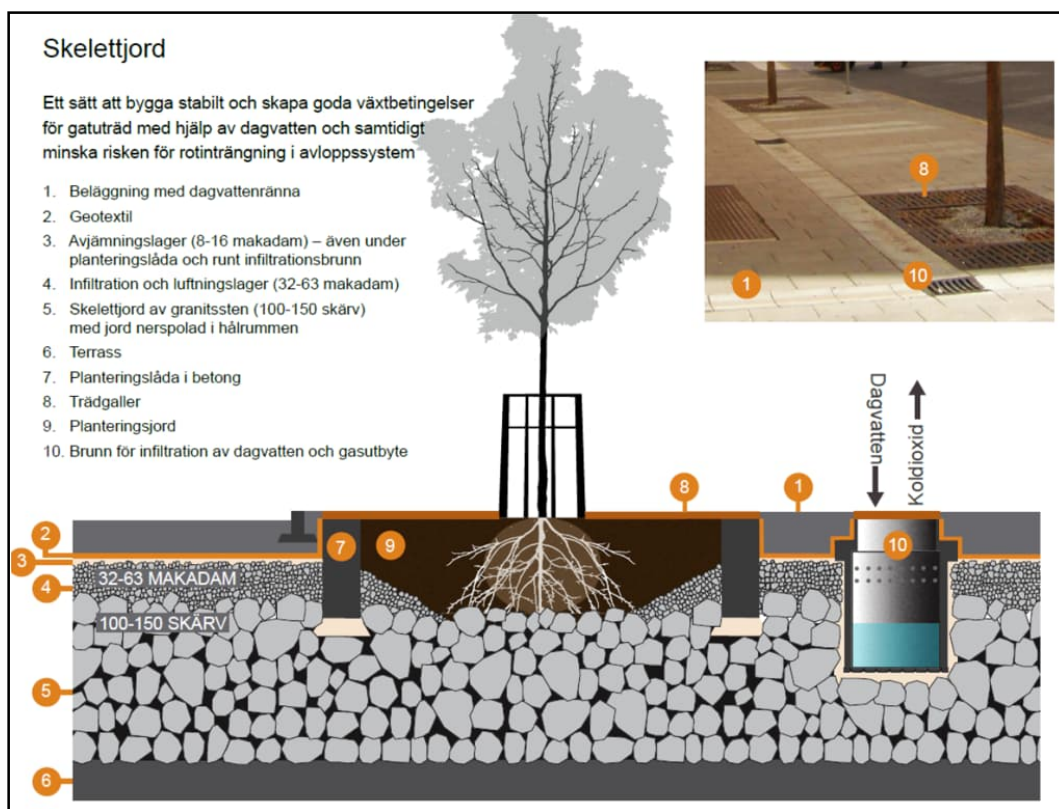 Skelettjord
Ett sätt att bygga stabilt och skapa goda växtbetingelser
för gatuträd med hjälp av dagvatten och samtidigt
minska risken för rotinträngning i avloppssystem
1. Beläggning med dagvattenränna
2. Geotextil
3. Avjämningslager (8-16 makadam) – även under
planteringslåda och runt infiltrationsbrunn
4. Infiltration och luftningslager (32-63 makadam)
5. Skelettjord av granitssten (100-150 skärv)
med jord nerspolad i hålrummen
6. Terrass
7. Planteringslåda i betong
8. Trädgaller
9. Planteringsjord
10. Brunn för infiltration av dagvatten och gasutbyte
8
1
10
Dagvatten
Koldioxid
8
1
2
7
9
10
3
32-63 MAKADAM
4
100-150 SKÄRV
5
6